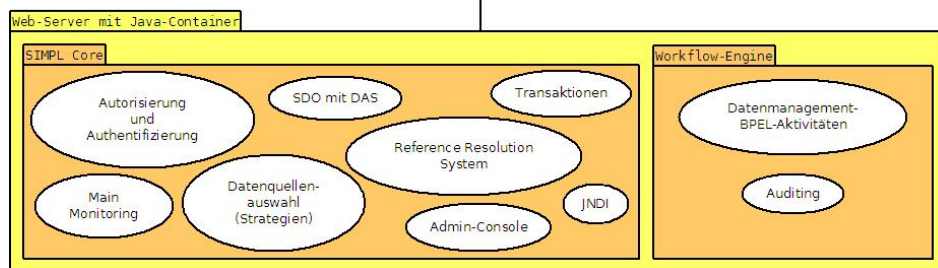 Web-Server mit Java-Container
SIMPL Core
Workflow-Engine
Autorisierung
und
Authentifizierung
SDO mit DAS
Transaktionen
Datenmanagement-
BPEL-Aktivitäten
Reference Resolution
System
Main
Monitoring
Datenquellen-
auswahl
(Strategien)
JNDI
Auditing
Admin-Console